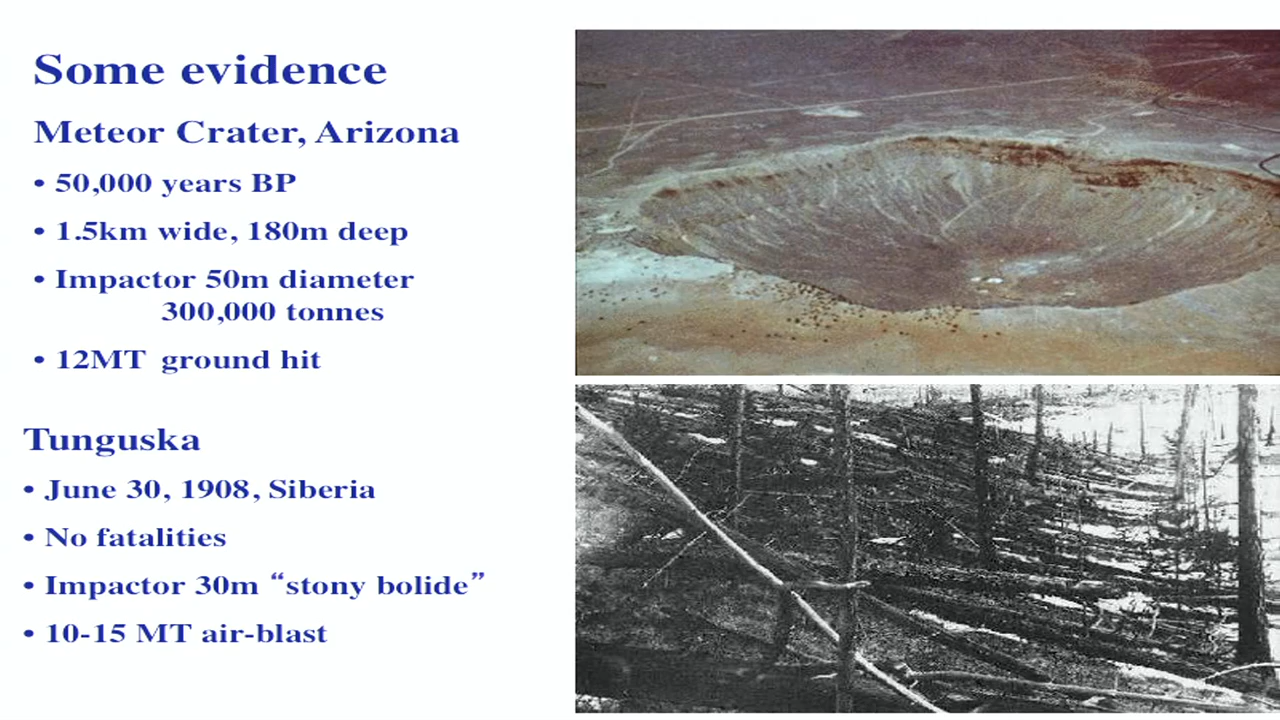 Some evidence
Meteor Crater, Arizona
• 50,000 years BP
• 1.5km wide, 180m deep
• Impactor 50m diameter
300,000 tonnes
• 12MT ground hit
Tunguska
• June 30, 1908, Siberia
• No fatalities
• Impactor 30m “stony bolide”
• 10-15 MT air-blast